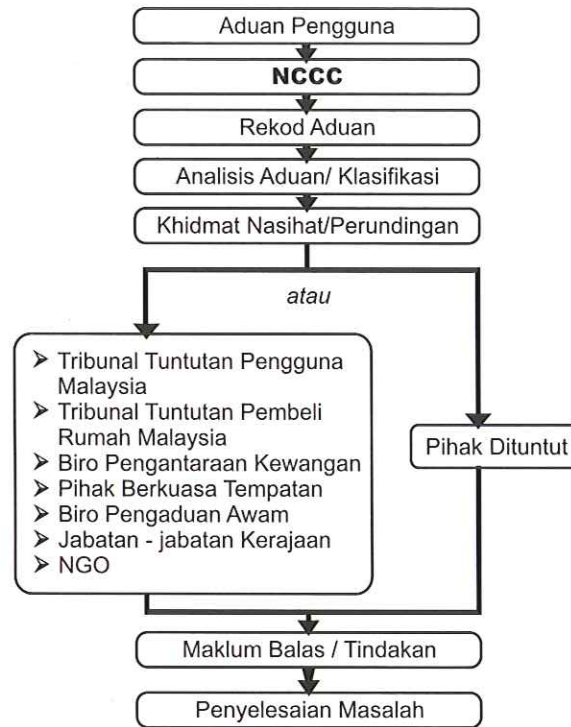 Aduan Pengguna
NCCC
Rekod Aduan
Analisis Aduan/ Klasifikasi
Khidmat Nasihat/Perundingan
atau
➢ Tribunal Tuntutan Pengguna
Malaysia
➢ Tribunal Tuntutan Pembeli
Rumah Malaysia
➢ Biro Pengantaraan Kewangan
➢ Pihak Berkuasa Tempatan
➢ Biro Pengaduan Awam
➢ Jabatan - jabatan Kerajaan
➢ NGO
Pihak Dituntut
Maklum Balas / Tindakan
Penyelesaian Masalah